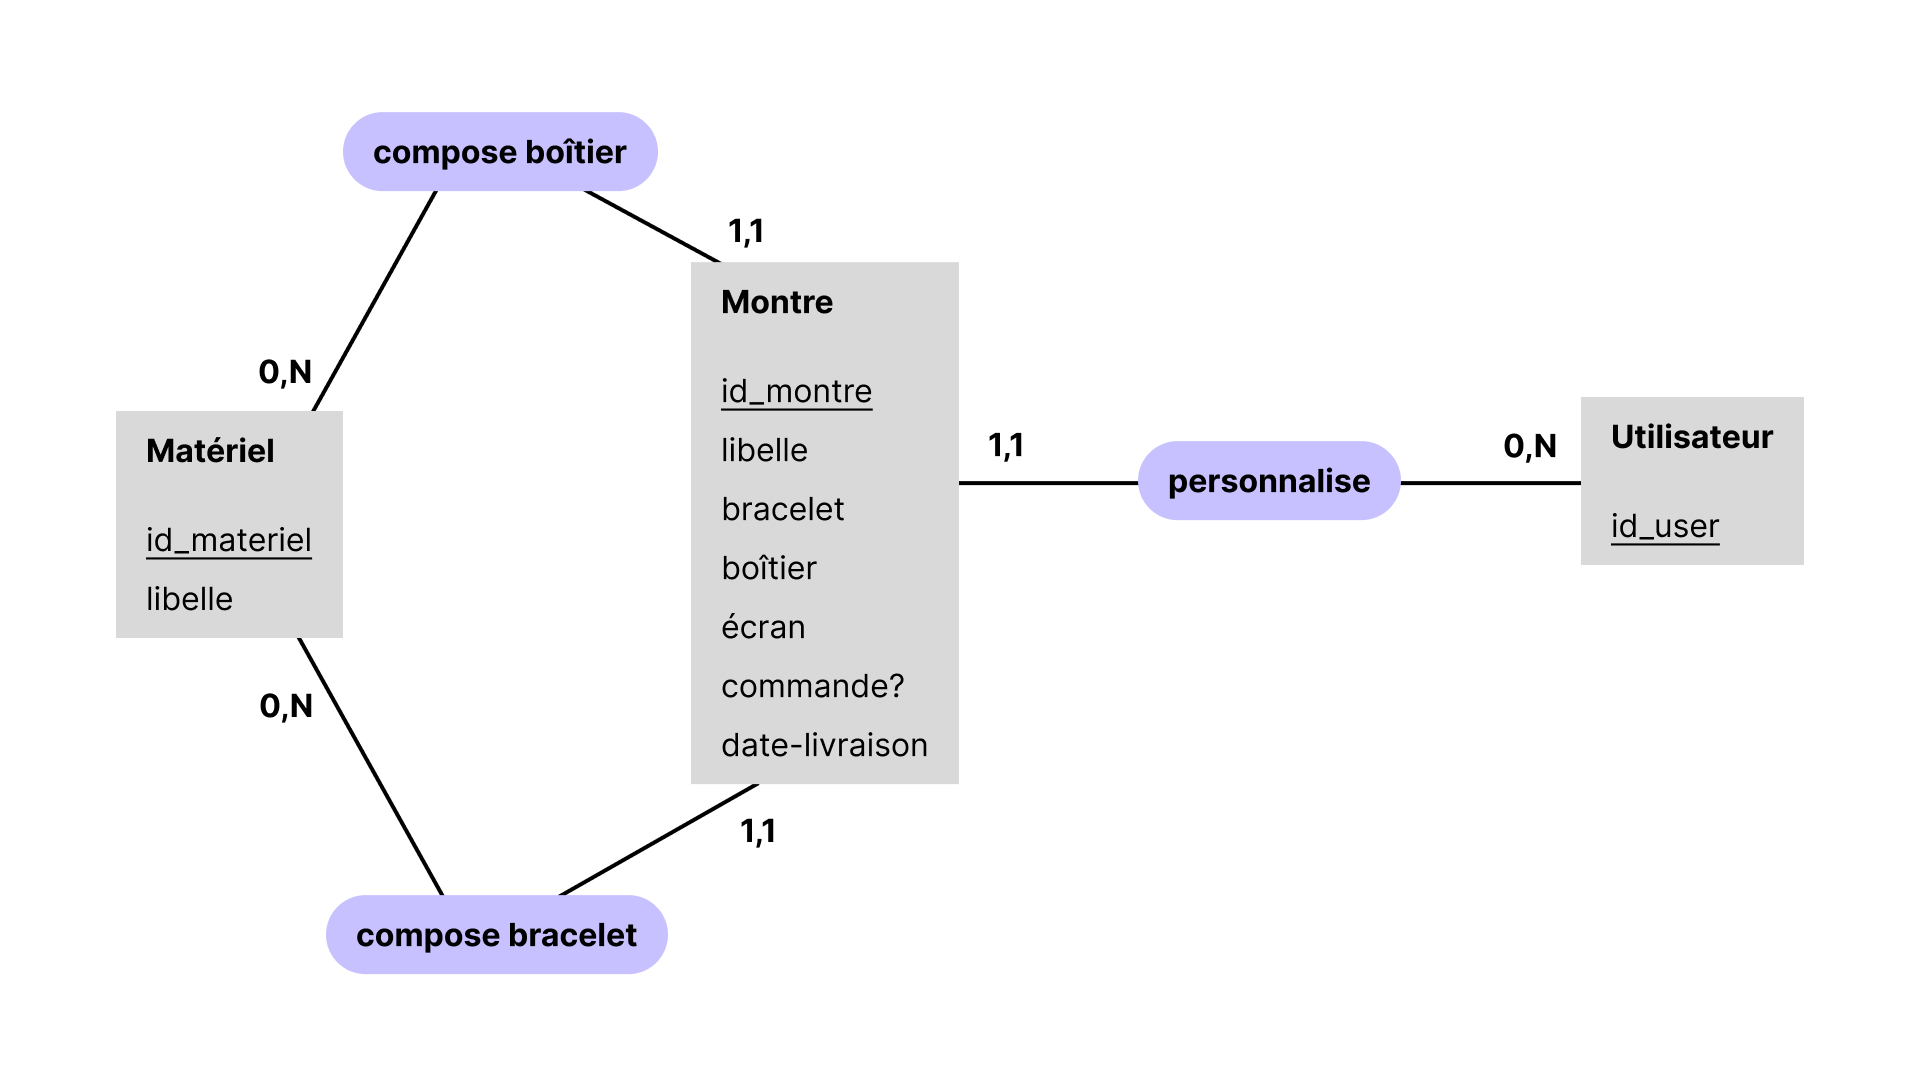 compose boîtier
1,1
0,N
Matériel
id_materiel
libelle
0,N
Montre
id_montre
libelle
bracelet
boîtier
écran
commande?
date-livraison
1,1
compose bracelet
1,1
personnalise
0,N
Utilisateur
id_user